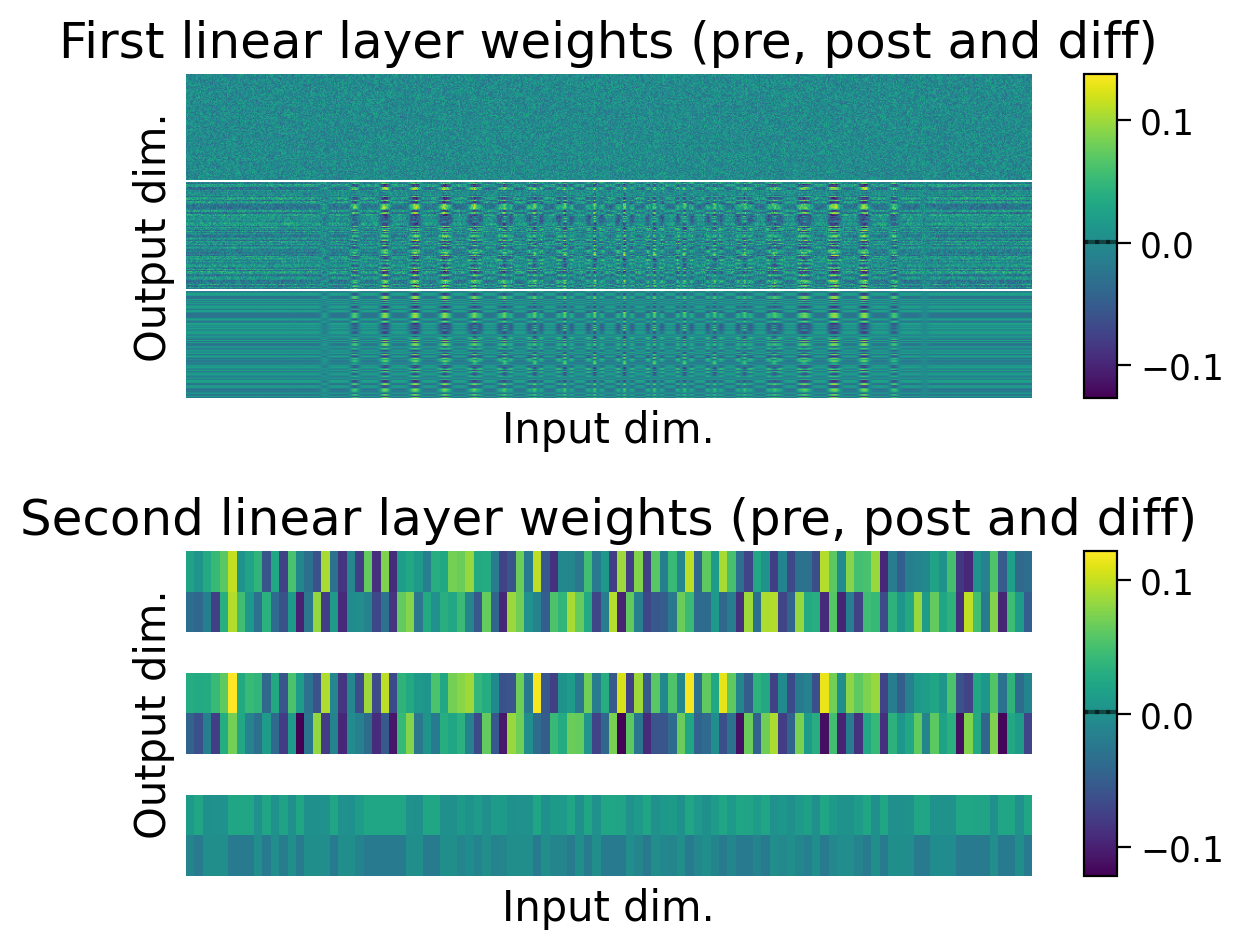 First linear layer weights (pre, post and diff)
Output dim.
0.1
0.0
−0.1
Input dim.
Second linear layer weights (pre, post and diff)
Output dim.
0.1
0.0
−0.1
Input dim.